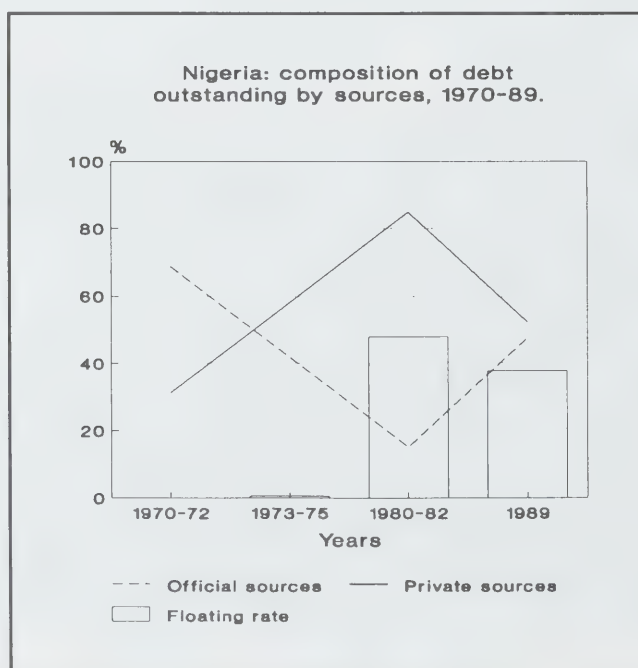 Nigeria: composition of debt
outstanding by sources, 1970-89.
%
100
80
60
40
20
0
1970-72 1973-75 1980-82 1989
Years
Official sources Private sources
Floating rate